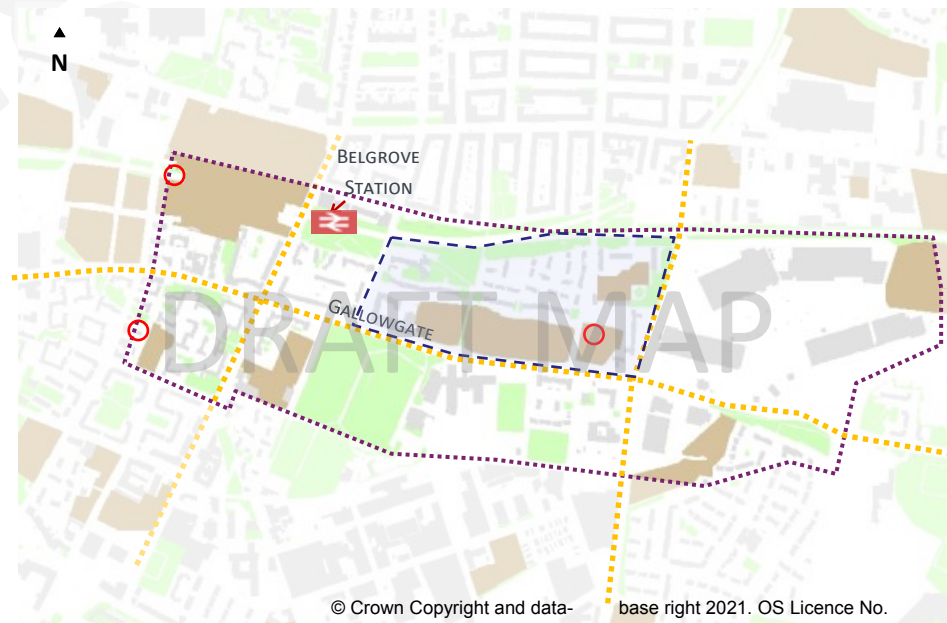 N
BELGROVE
STATION
GALLOWGATE
DRAFT MAP
© Crown Copyright and data- base right 2021. OS Licence No.